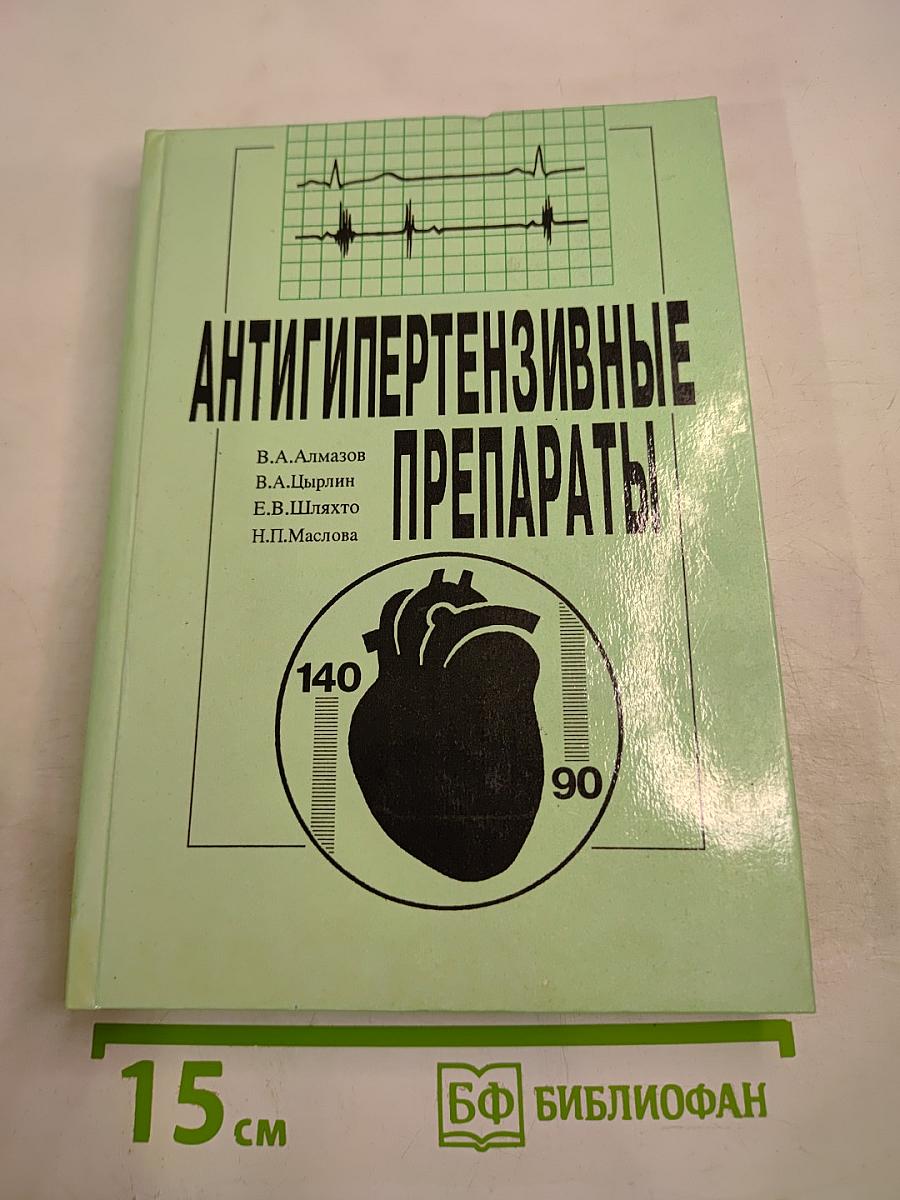 АНТИГИПЕРТЕНЗИВНЫЕ
ПРЕПАРАТЫ
В.А.Алмазов
В.А.Цырлин
Е.В.Шляхто
Н.П.Маслова
140
90
15 см
БФ БИБЛИОФАН